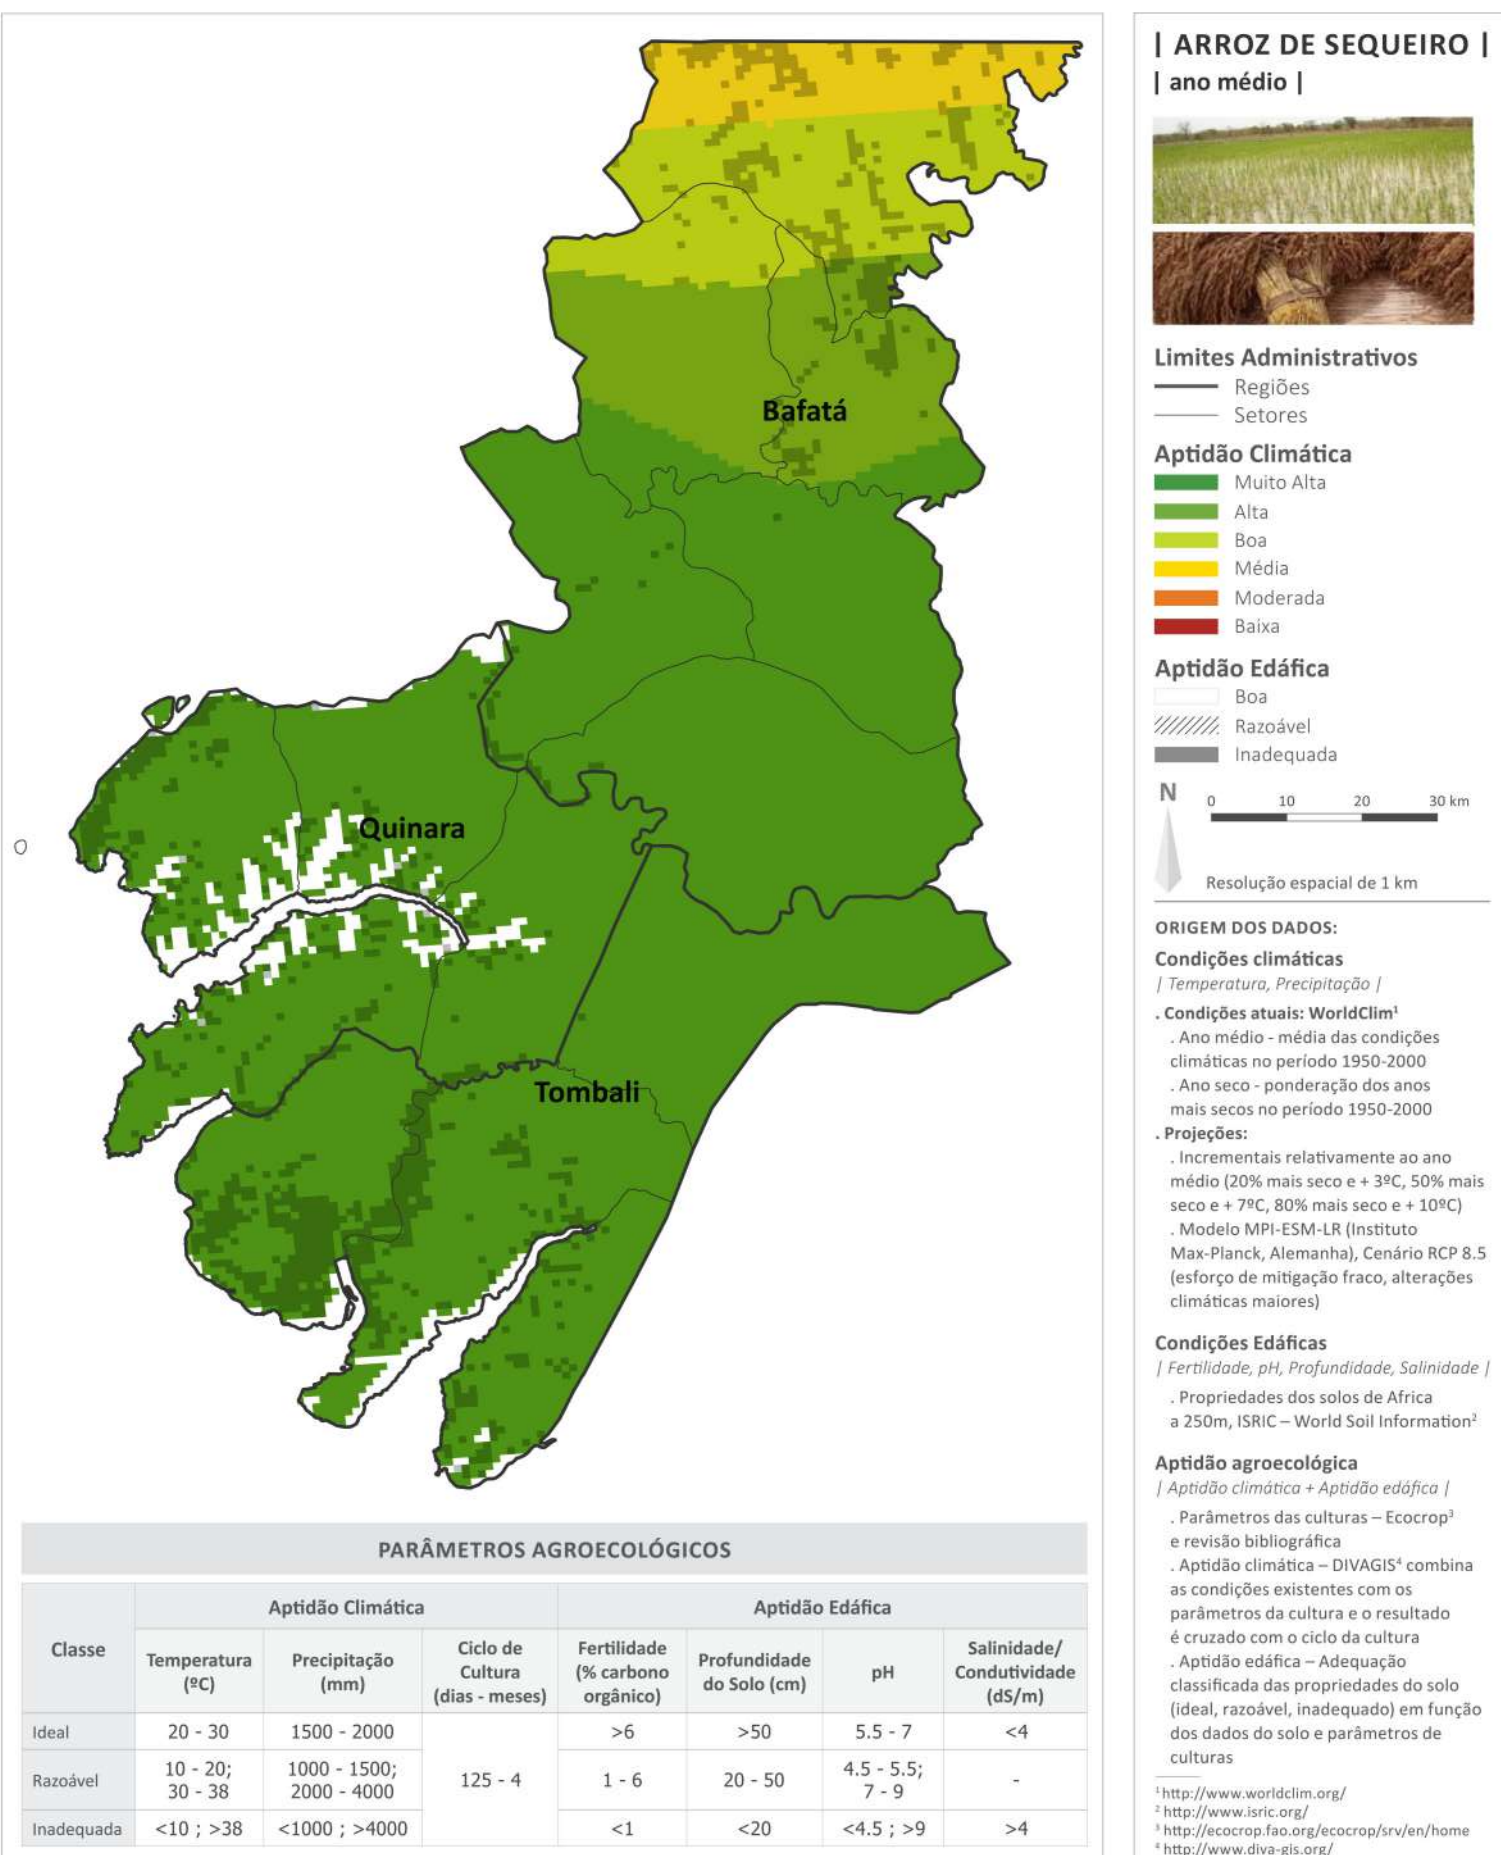 Bafatá
Quinara
Tombali
PARÂMETROS AGROECOLÓGICOS
Classe
Aptidão Climática
Aptidão Edáfica
Temperatura
(ºC)
Precipitação
(mm)
Ciclo de
Cultura
(dias - meses)
Fertilidade
(% carbono
orgânico)
Profundidade
do Solo (cm)
pH
Salinidade/
Condutividade
(dS/m)
Ideal
20 - 30
1500 - 2000
125 - 4
>6
>50
5.5 - 7
<4
Razoável
10 - 20;
30 - 38
1000 - 1500;
2000 - 4000
1 - 6
20 - 50
4.5 - 5.5;
7 - 9
-
Inadequada
<10 ; >38
<1000 ; >4000
<1
<20
<4.5 ; >9
>4
| ARROZ DE SEQUEIRO |
| ano médio |
Limites Administrativos
Regiões
Setores
Aptidão Climática
Muito Alta
Alta
Boa
Média
Moderada
Baixa
Aptidão Edáfica
Boa
Razoável
Inadequada
N
0 10 20 30 km
Resolução espacial de 1 km
ORIGEM DOS DADOS:
Condições climáticas
| Temperatura, Precipitação |
. Condições atuais: WorldClim¹
. Ano médio - média das condições
climáticas no período 1950-2000
. Ano seco - ponderação dos anos
mais secos no período 1950-2000
. Projeções:
. Incrementais relativamente ao ano
médio (20% mais seco e + 3ºC, 50% mais
seco e + 7ºC, 80% mais seco e + 10ºC)
. Modelo MPI-ESM-LR (Instituto
Max-Planck, Alemanha), Cenário RCP 8.5
(esforço de mitigação fraco, alterações
climáticas maiores)
Condições Edáficas
| Fertilidade, pH, Profundidade, Salinidade |
. Propriedades dos solos de Africa
a 250m, ISRIC – World Soil Information²
Aptidão agroecológica
| Aptidão climática + Aptidão edáfica |
. Parâmetros das culturas – Ecocrop³
e revisão bibliográfica
. Aptidão climática – DIVAGIS⁴ combina
as condições existentes com os
parâmetros da cultura e o resultado
é cruzado com o ciclo da cultura
. Aptidão edáfica – Adequação
classificada das propriedades do solo
(ideal, razoável, inadequado) em função
dos dados do solo e parâmetros de
culturas
¹ http://www.worldclim.org/
² http://www.isric.org/
³ http://ecocrop.fao.org/ecocrop/srv/en/home
⁴ http://www.diva-gis.org/